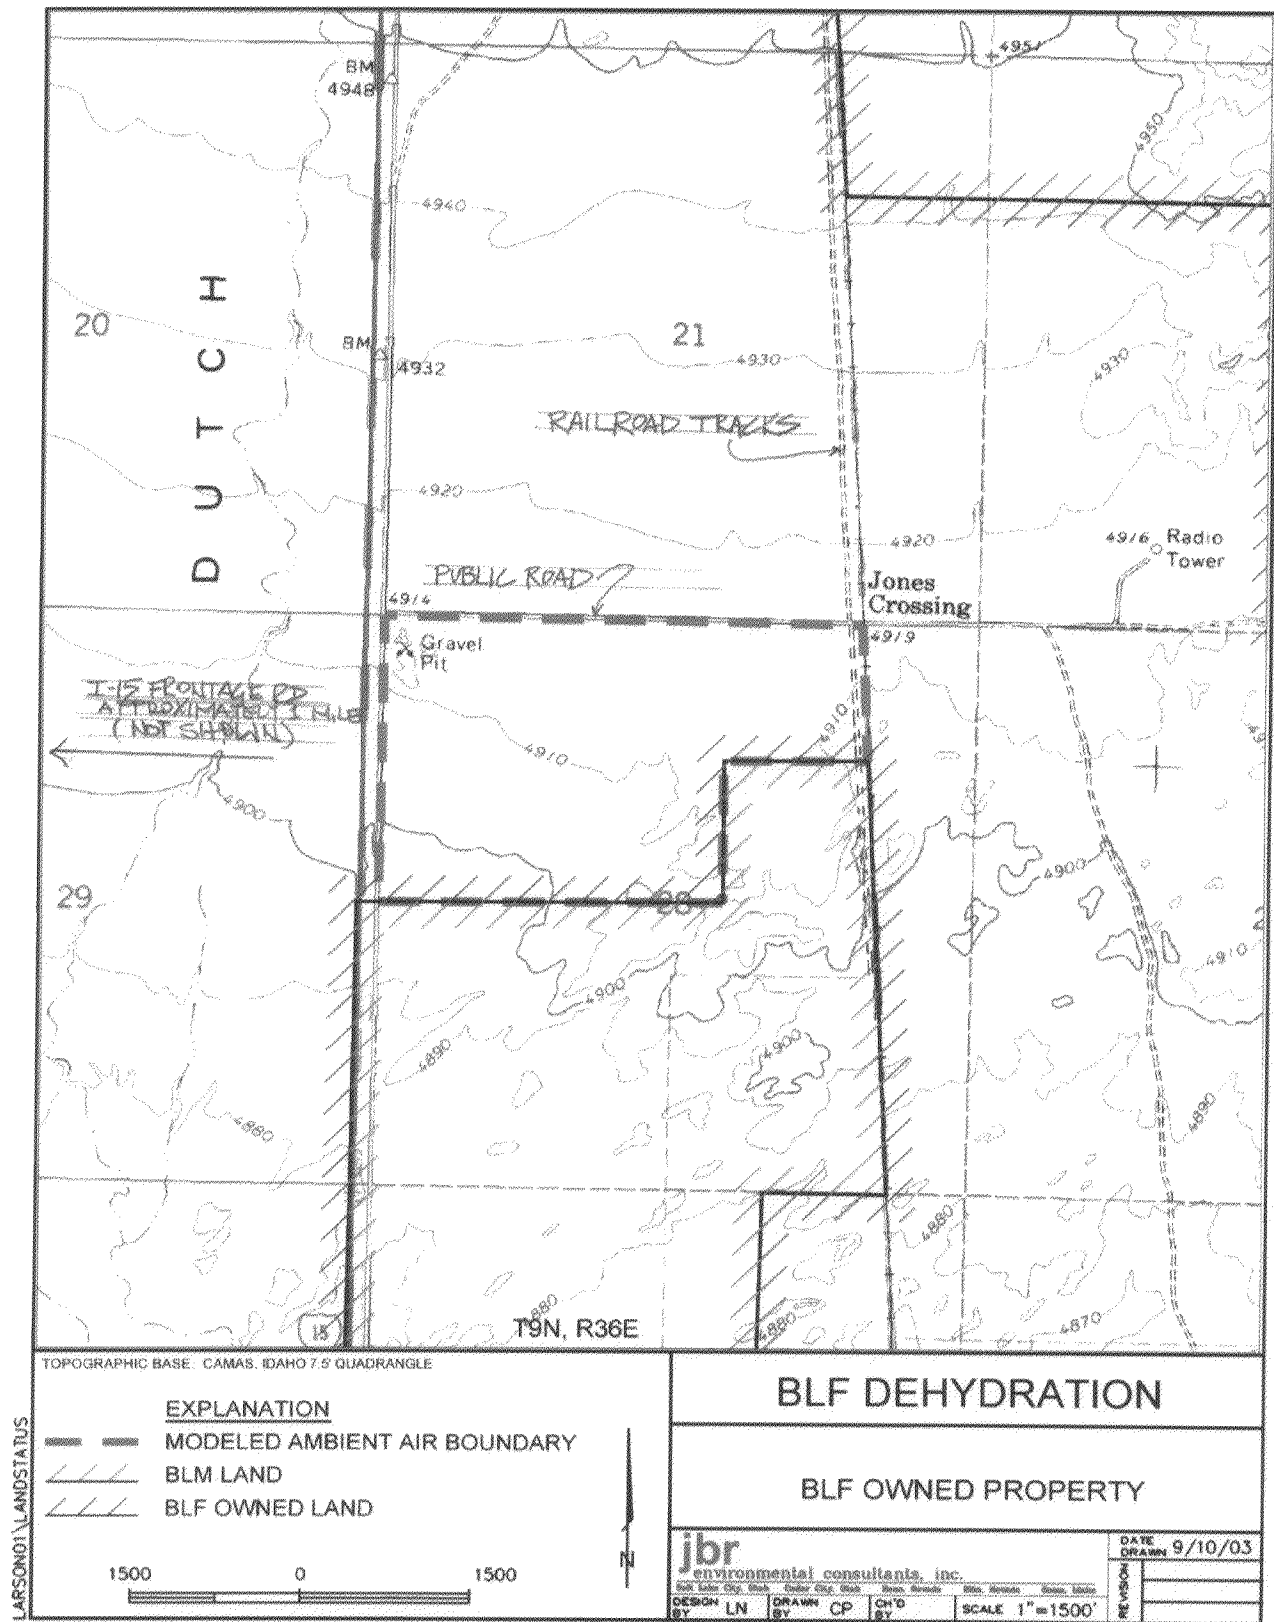 4957
BM
4948
4950
4940
DUTCH
20
21
BM
4932
4930
4930
RAILROAD TRACKS
4920
4920
4916 Radio
Tower
PUBLIC ROAD
4914
Jones
Crossing
4919
Gravel
Pit
I-15 FRONTAGE RD
APPROXIMATELY 1 MILE
(NOT SHOWN)
4910
4910
4900
4900
29
28
4910
4900
4890
4900
4890
4880
4880
15
4880
T9N, R36E
4880
4870
TOPOGRAPHIC BASE: CAMAS, IDAHO 7.5' QUADRANGLE
EXPLANATION
MODELED AMBIENT AIR BOUNDARY
BLM LAND
BLF OWNED LAND
1500 0 1500
N
LARSON01\LANDSTATUS
BLF DEHYDRATION
BLF OWNED PROPERTY
jbr
environmental consultants, inc.
DESIGN BY LN DRAWN BY CP CH'D BY SCALE 1"=1500'
DATE DRAWN 9/10/03
REVISION